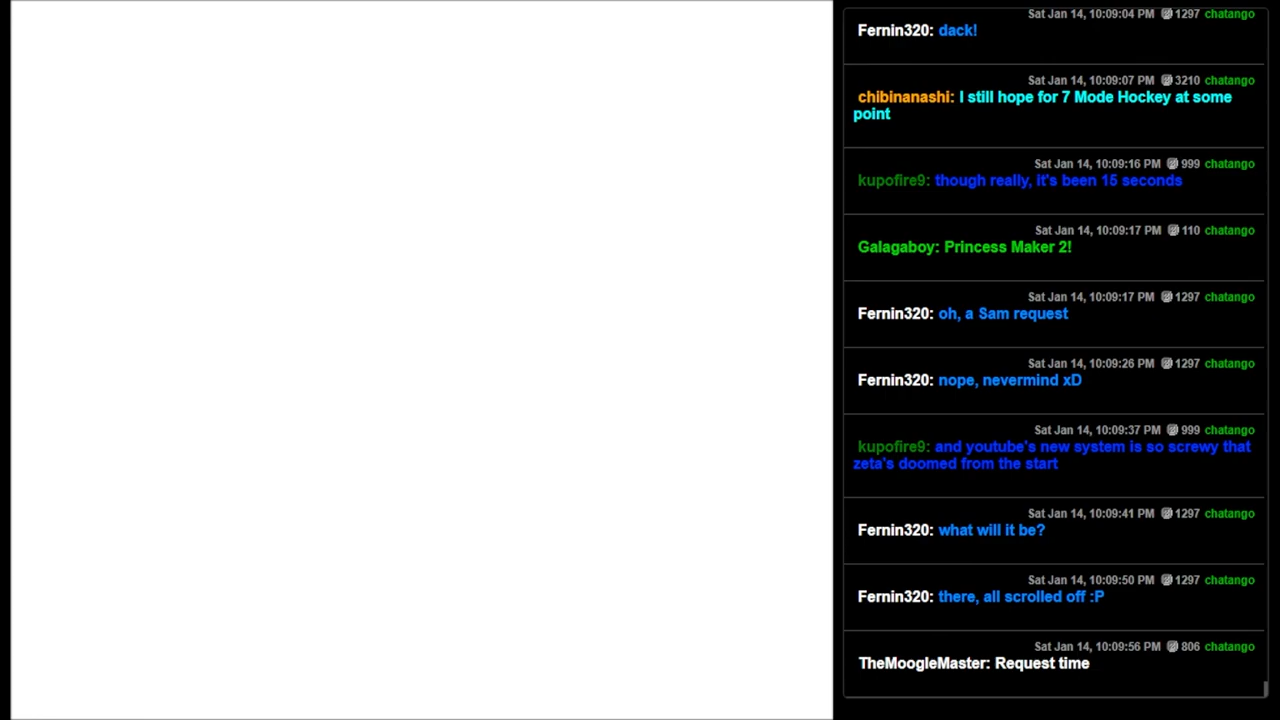 Sat Jan 14, 10:09:04 PM 1297 chatango
Fernin320: dack!
Sat Jan 14, 10:09:07 PM 3210 chatango
chibinanashi: I still hope for 7 Mode Hockey at some
point
Sat Jan 14, 10:09:16 PM 999 chatango
kupofire9: though really, it's been 15 seconds
Sat Jan 14, 10:09:17 PM 110 chatango
Galagaboy: Princess Maker 2!
Sat Jan 14, 10:09:17 PM 1297 chatango
Fernin320: oh, a Sam request
Sat Jan 14, 10:09:26 PM 1297 chatango
Fernin320: nope, nevermind xD
Sat Jan 14, 10:09:37 PM 999 chatango
kupofire9: and youtube's new system is so screwy that
zeta's doomed from the start
Sat Jan 14, 10:09:41 PM 1297 chatango
Fernin320: what will it be?
Sat Jan 14, 10:09:50 PM 1297 chatango
Fernin320: there, all scrolled off :P
Sat Jan 14, 10:09:56 PM 806 chatango
TheMoogleMaster: Request time